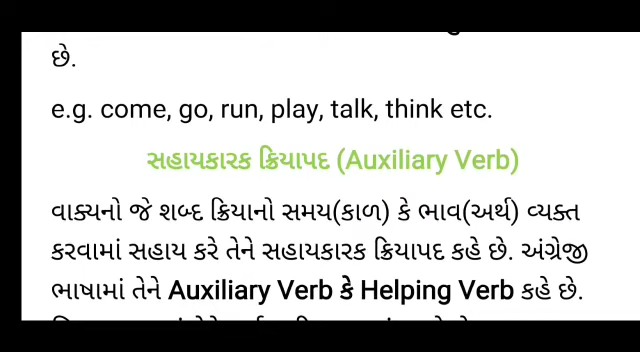 છે.
e.g. come, go, run, play, talk, think etc.
સહાયકારક ક્રિયાપદ (Auxiliary Verb)
વાક્યનો જે શબ્દ ક્રિયાનો સમય(કાળ) કે ભાવ(અર્થ) વ્યક્ત
કરવામાં સહાય કરે તેને સહાયકારક ક્રિયાપદ કહે છે. અંગ્રેજી
ભાષામાં તેને Auxiliary Verb કે Helping Verb કહે છે.